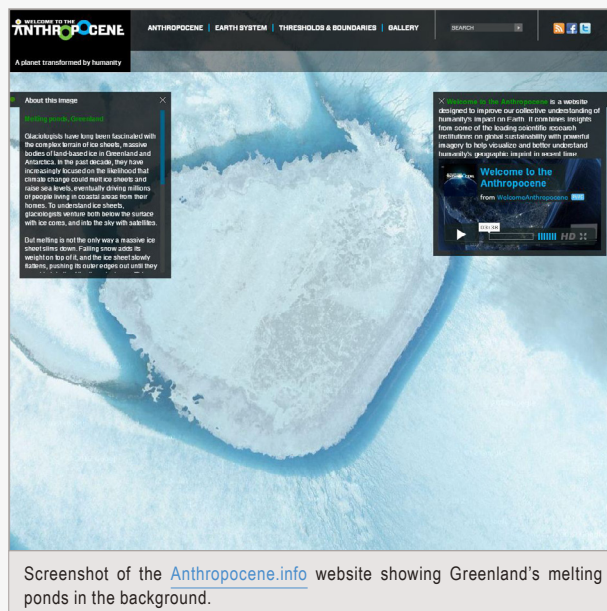 WELCOME TO THE
ANTHROPOCENE
A planet transformed by humanity
ANTHROPOCENE | EARTH SYSTEM | THRESHOLDS & BOUNDARIES | GALLERY
SEARCH
About this image
Melting ponds, Greenland
Glaciologists have long been fascinated with
the complex terrain of ice sheets, massive
bodies of land-based ice in Greenland and
Antarctica. In the past decade, they have
increasingly focused on the likelihood that
climate change could melt ice sheets and
raise sea levels, eventually driving millions
of people living in coastal areas from their
homes. To understand ice sheets,
glaciologists venture both below the surface
with ice cores, and into the sky with satellites.
But melting is not the only way a massive ice
sheet slims down. Falling snow adds its
weight on top of it, and the ice sheet slowly
flattens, pushing its outer edges out until they
Welcome to the Anthropocene is a website
designed to improve our collective understanding of
humanity's impact on Earth. It combines insights
from some of the leading scientific research
institutions on global sustainability with powerful
imagery to help visualize and better understand
humanity's geographic imprint in recent time.
Welcome to the
Anthropocene
from WelcomeAnthropocene
HD
Screenshot of the Anthropocene.info website showing Greenland's melting
ponds in the background.